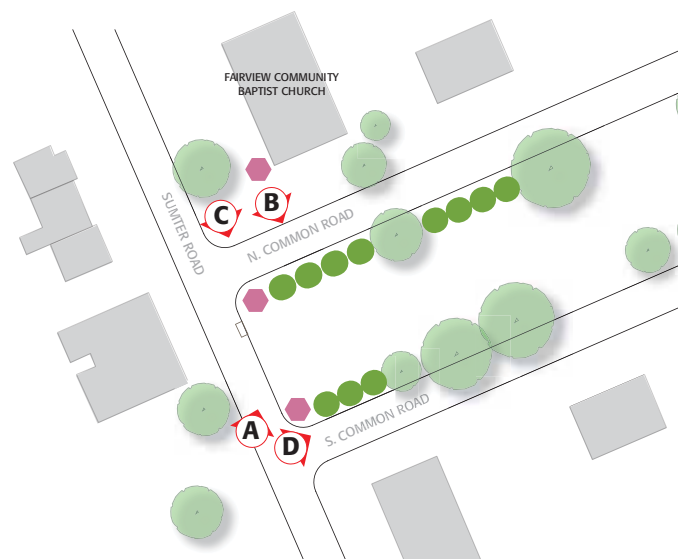 FAIRVIEW COMMUNITY
BAPTIST CHURCH
SUMTER ROAD
C
B
N. COMMON ROAD
A
D
S. COMMON ROAD